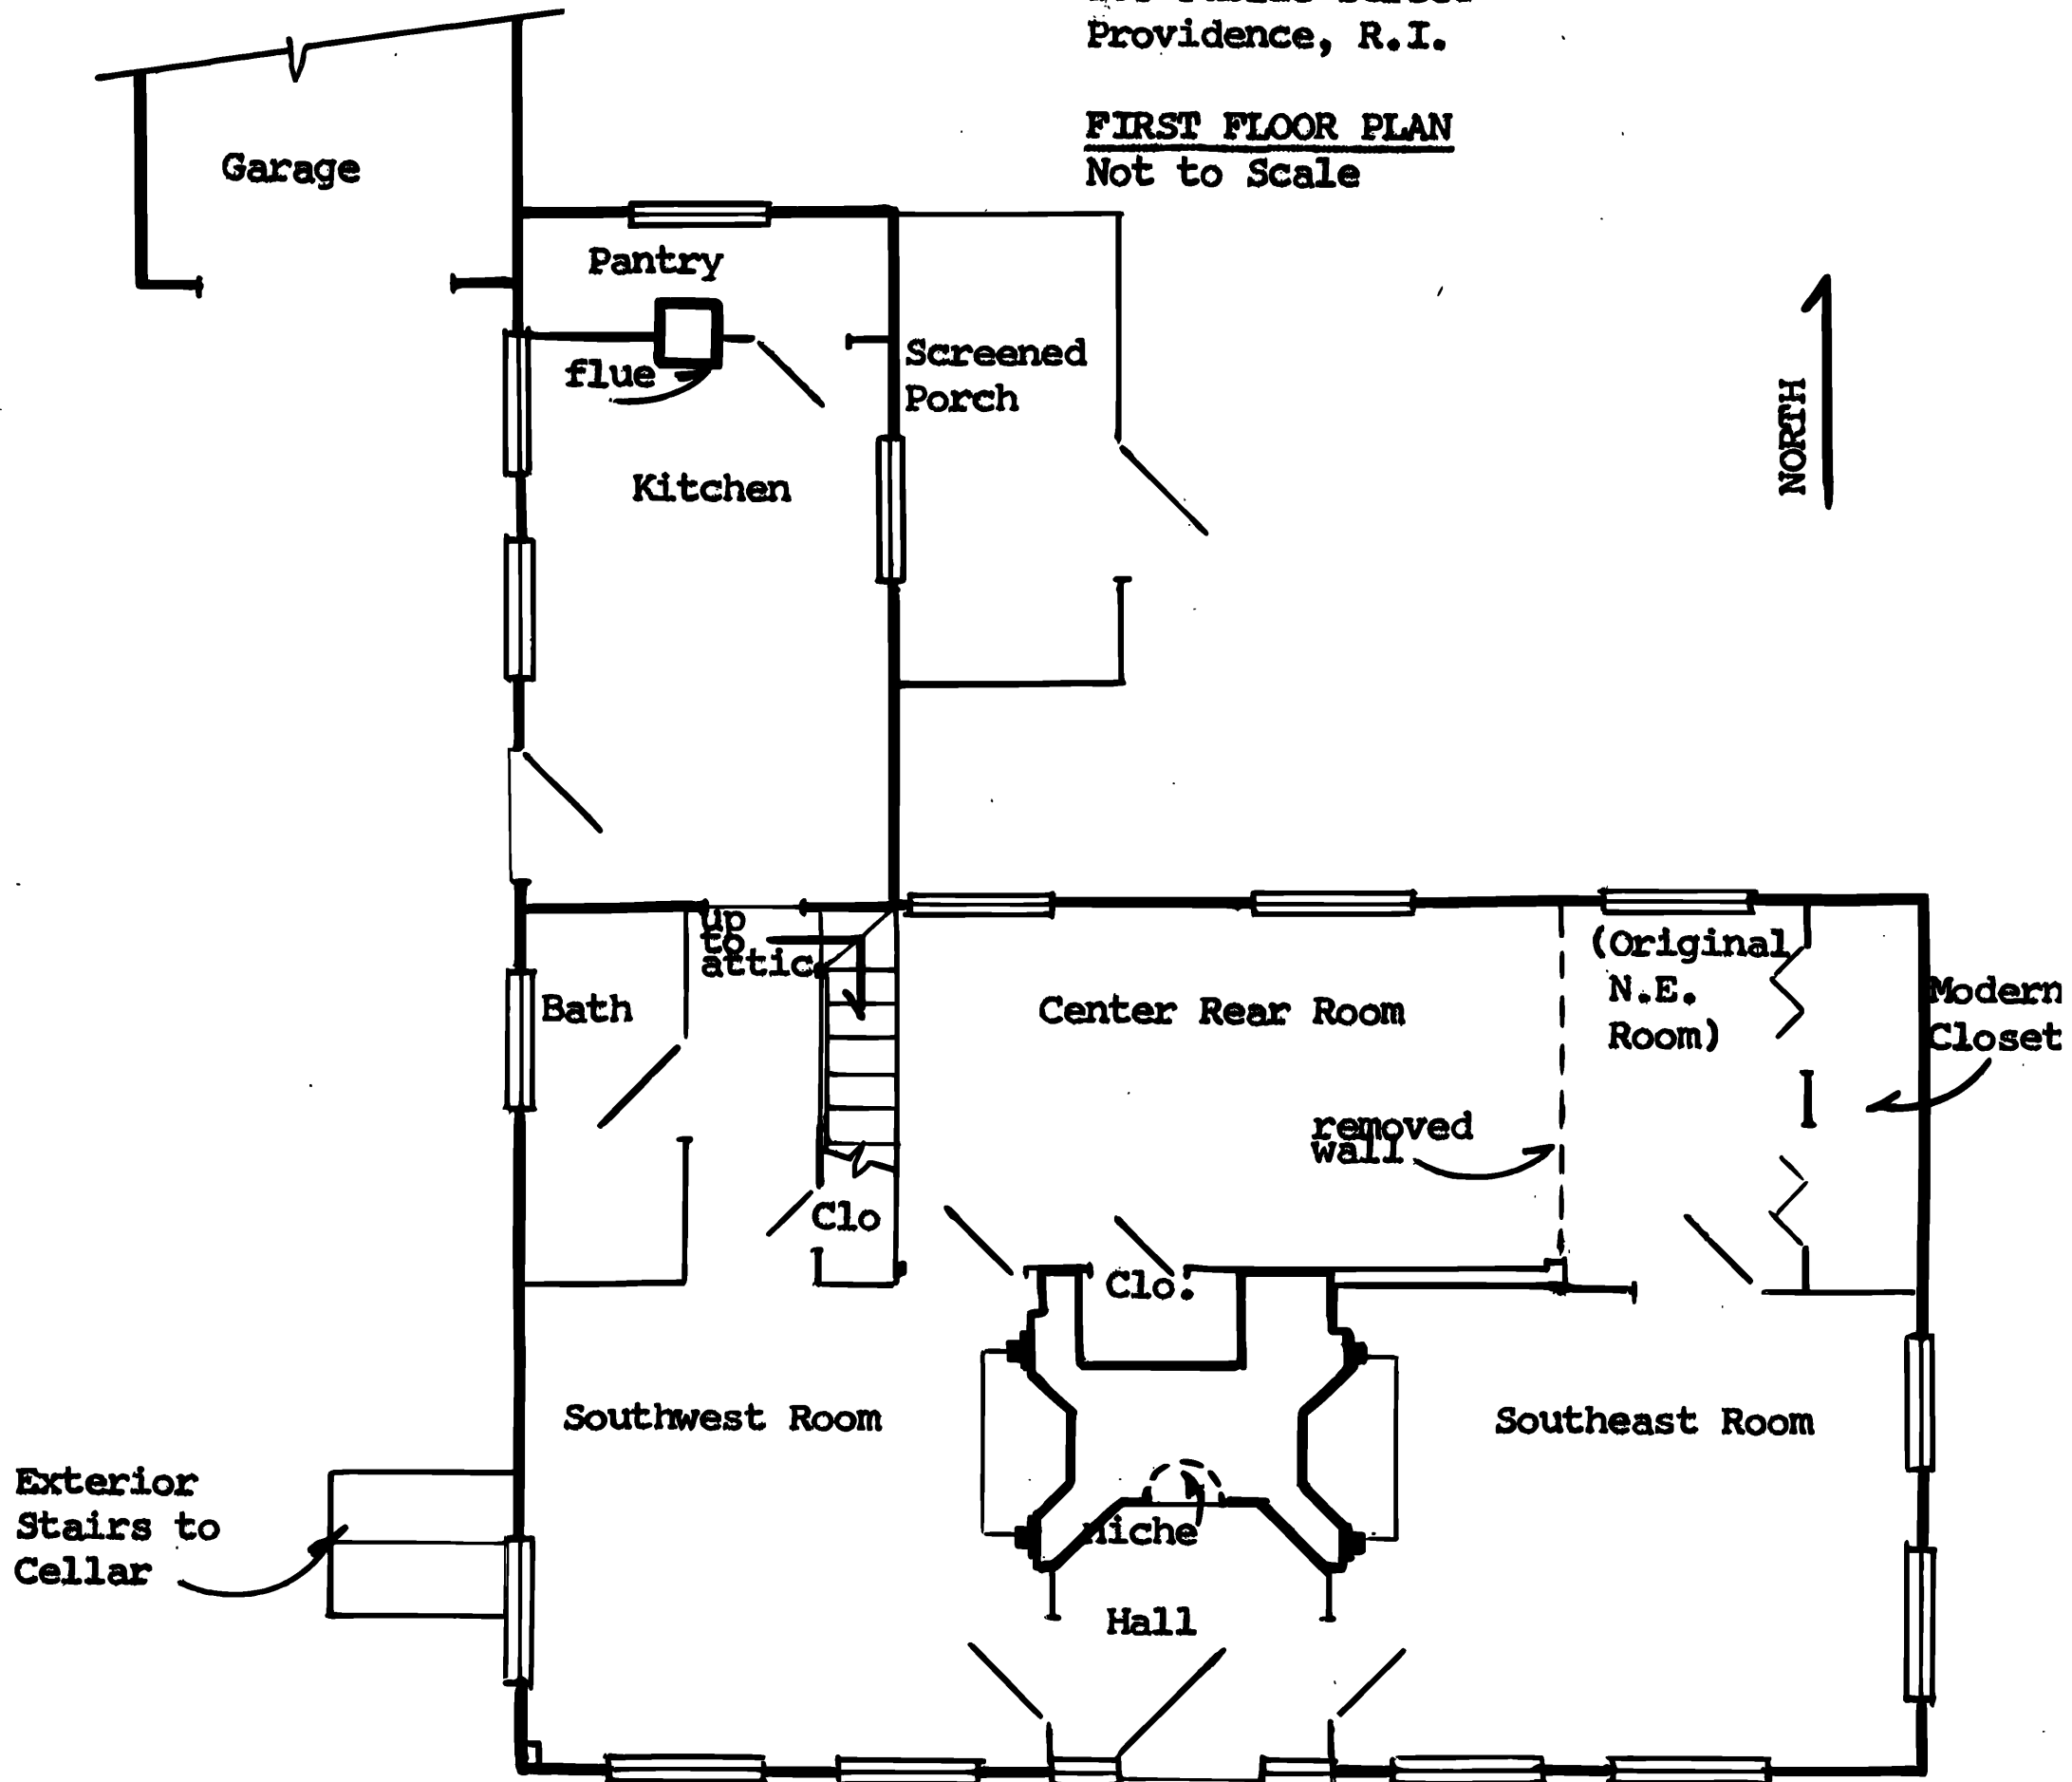 Providence, R.I.
FIRST FLOOR PLAN
Not to Scale
Garage
Pantry
flue
Screened
Porch
Kitchen
NORTH
up
to
attic
Bath
Center Rear Room
(Original
N.E.
Room)
Modern
Closet
removed
wall
Clo
Clo.
Southwest Room
Southeast Room
Exterior
Stairs to
Cellar
niche
Hall